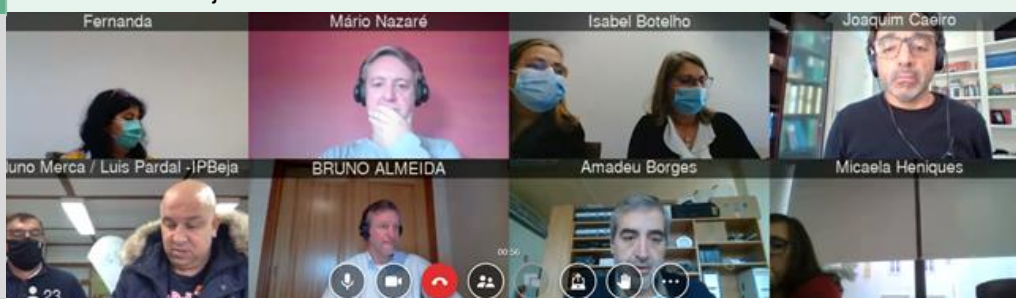 Fernanda
Mário Nazaré
Isabel Botelho
Joaquim Caeiro
uno Merca / Luis Pardal -IPBeja
BRUNO ALMEIDA
Amadeu Borges
Micaela Heniques
00:56
23